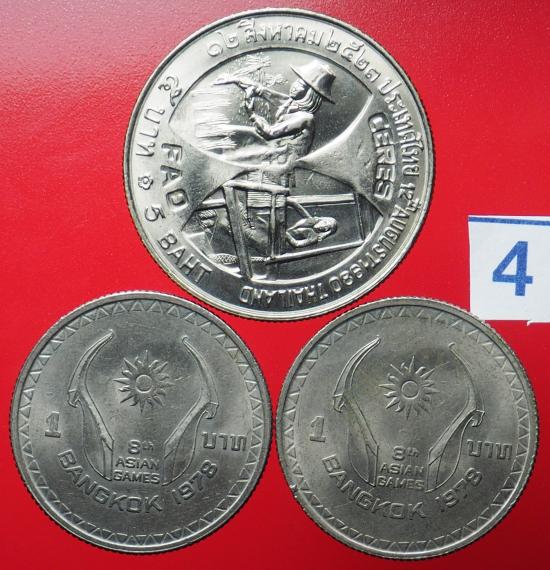 ๑๒ สิงหาคม ๒๕๒๓ ประเทศไทย 12th AUGUST 1980 THAILAND
๕ บาท 5 BAHT
FAO CERES
4
1 บาท
8th
ASIAN
GAMES
BANGKOK 1978
1 บาท
8th
ASIAN
GAMES
BANGKOK 1978